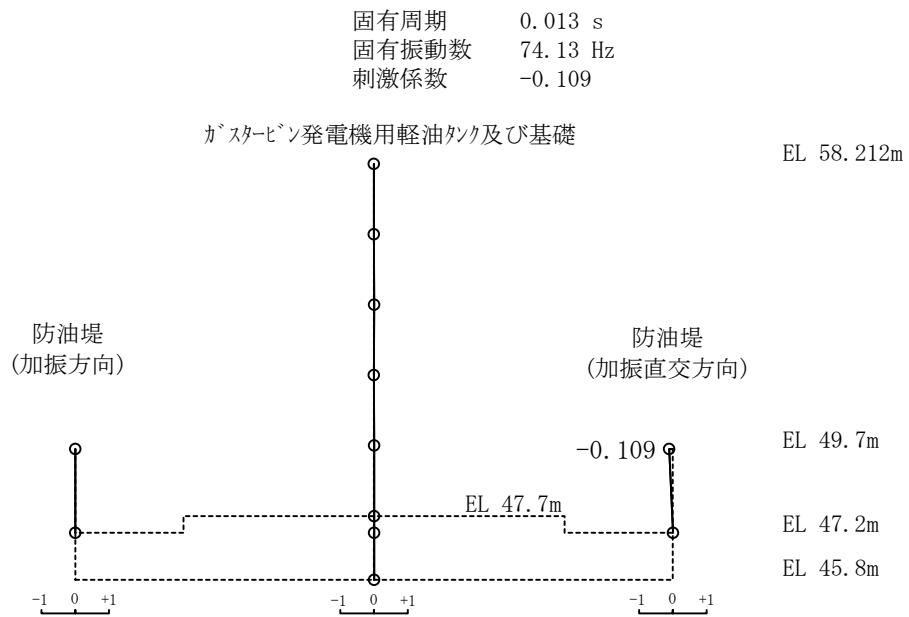 固有周期 0.013 s
固有振動数 74.13 Hz
刺激係数 -0.109
ｶﾞｽﾀｰﾋﾞﾝ発電機用軽油ﾀﾝｸ及び基礎
EL 58.212m
防油堤
(加振方向)
防油堤
(加振直交方向)
-0.109
EL 49.7m
EL 47.7m
EL 47.2m
EL 45.8m
-1 0 +1
-1 0 +1
-1 0 +1